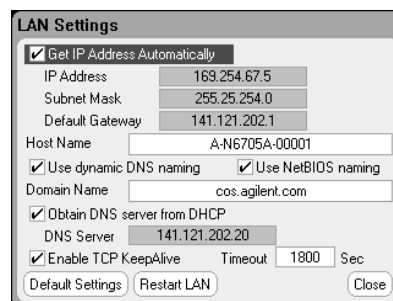 LAN Settings
Get IP Address Automatically
IP Address 169.254.67.5
Subnet Mask 255.25.254.0
Default Gateway 141.121.202.1
Host Name A-N6705A-00001
Use dynamic DNS naming Use NetBIOS naming
Domain Name cos.agilent.com
Obtain DNS server from DHCP
DNS Server 141.121.202.20
Enable TCP KeepAlive Timeout 1800 Sec
Default Settings Restart LAN Close